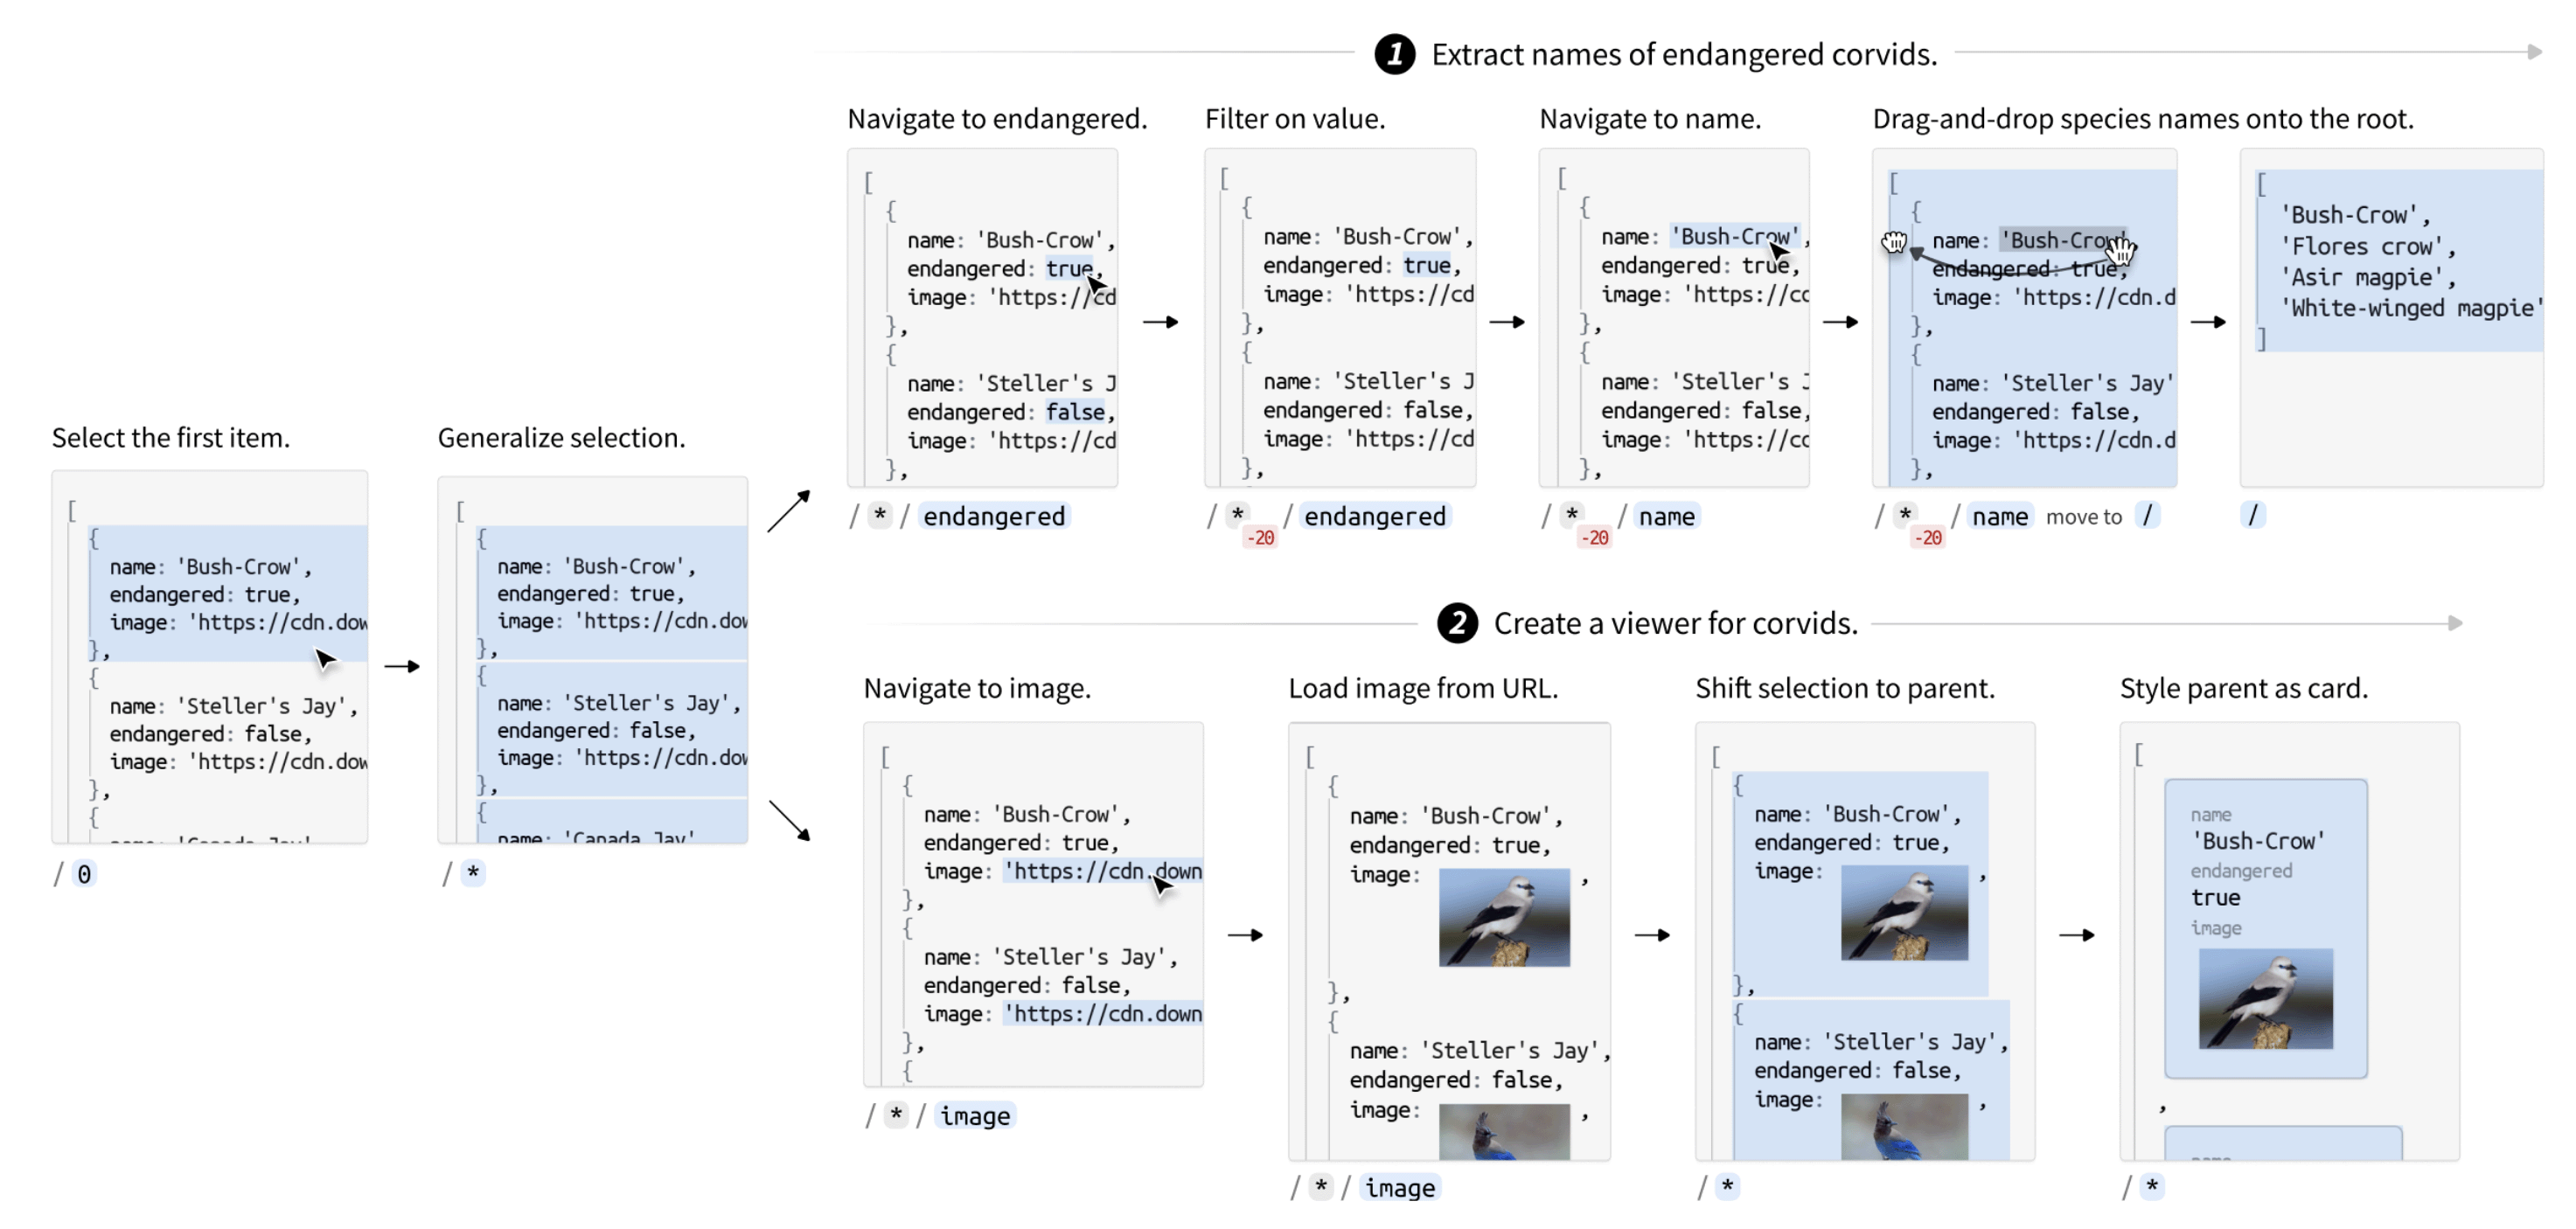 1 Extract names of endangered corvids.
Navigate to endangered.
[
{
name: 'Bush-Crow',
endangered: true,
image: 'https://cd
},
{
name: 'Steller's J
endangered: false,
image: 'https://cd
},
/ * / endangered
Filter on value.
[
{
name: 'Bush-Crow',
endangered: true,
image: 'https://cd
},
{
name: 'Steller's J
endangered: false,
image: 'https://cd
},
/ * / endangered
-20
Navigate to name.
[
{
name: 'Bush-Crow',
endangered: true,
image: 'https://cc
},
{
name: 'Steller's J
endangered: false,
image: 'https://cc
},
/ * / name
-20
Drag-and-drop species names onto the root.
[
{
name: 'Bush-Crow',
endangered: true,
image: 'https://cdn.d
},
{
name: 'Steller's Jay'
endangered: false,
image: 'https://cdn.d
},
/ * / name move to /
-20
[
'Bush-Crow',
'Flores crow',
'Asir magpie',
'White-winged magpie'
]
/
Select the first item.
[
{
name: 'Bush-Crow',
endangered: true,
image: 'https://cdn.dow
},
{
name: 'Steller's Jay',
endangered: false,
image: 'https://cdn.dow
},
{
name: 'Canada Jay'
/ 0
Generalize selection.
[
{
name: 'Bush-Crow',
endangered: true,
image: 'https://cdn.dow
},
{
name: 'Steller's Jay',
endangered: false,
image: 'https://cdn.dow
},
{
name: 'Canada Jay'
/ *
2 Create a viewer for corvids.
Navigate to image.
[
{
name: 'Bush-Crow',
endangered: true,
image: 'https://cdn.down
},
{
name: 'Steller's Jay',
endangered: false,
image: 'https://cdn.down
},
{
/ * / image
Load image from URL.
[
{
name: 'Bush-Crow',
endangered: true,
image: ,
},
{
name: 'Steller's Jay',
endangered: false,
image: ,
/ * / image
Shift selection to parent.
[
{
name: 'Bush-Crow',
endangered: true,
image: ,
},
{
name: 'Steller's Jay',
endangered: false,
image: ,
/ *
Style parent as card.
[
name
'Bush-Crow'
endangered
true
image
,
name
/ *